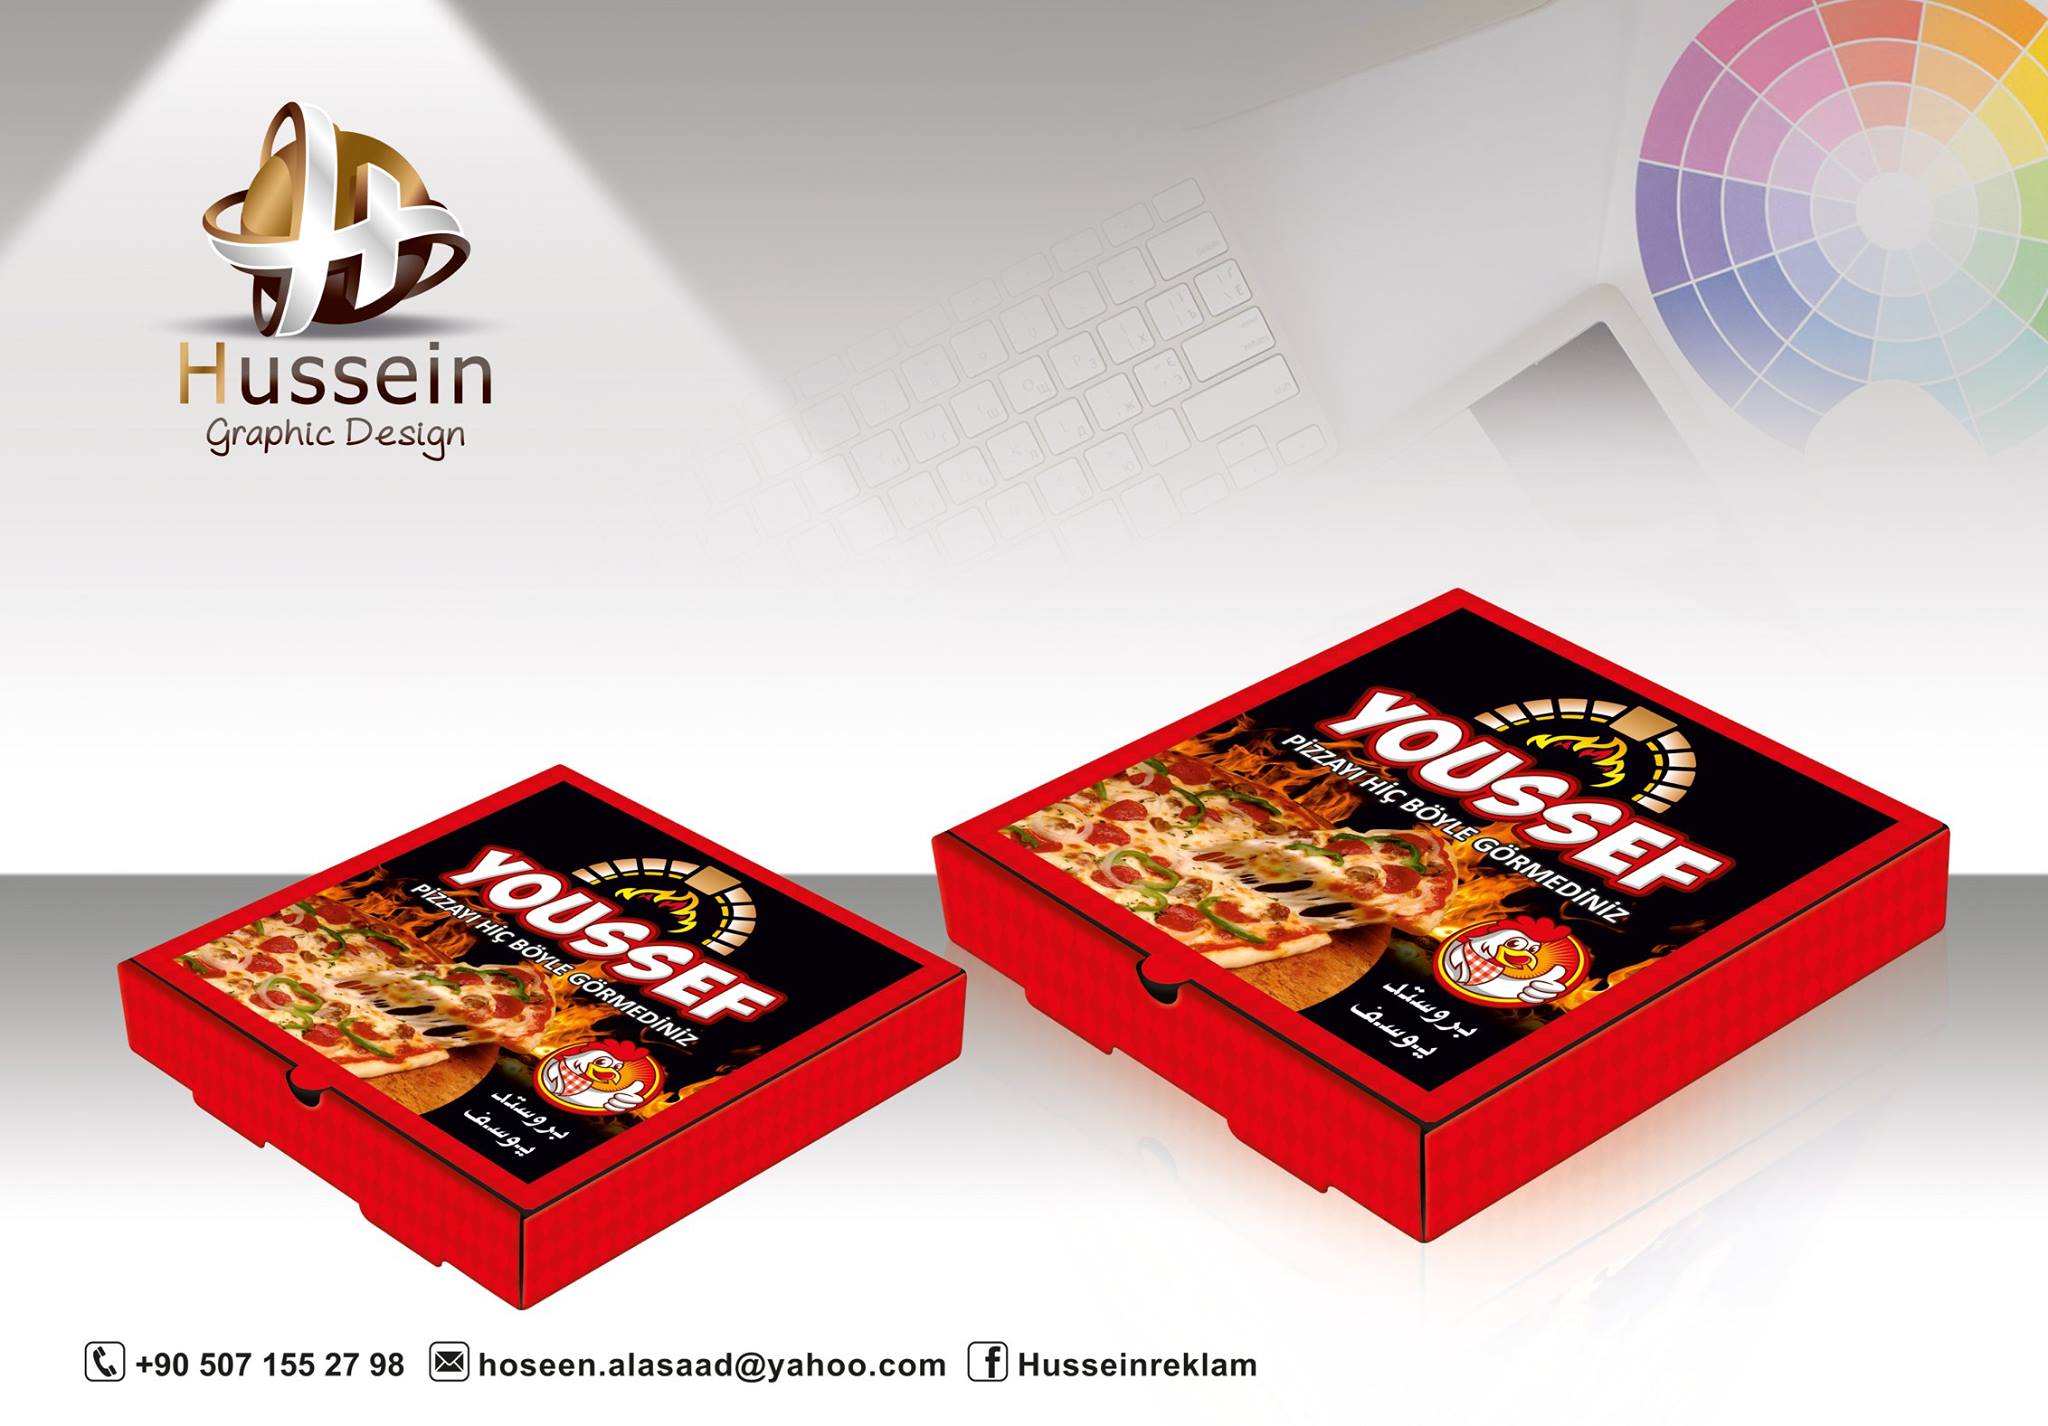 Hussein
Graphic Design
YOUSSEF
PİZZAYI HİÇ BÖYLE GÖRMEDİNİZ
بروستد
يوسف
YOUSSEF
PİZZAYI HİÇ BÖYLE GÖRMEDİNİZ
بروستد
يوسف
+90 507 155 27 98
hoseen.alasaad@yahoo.com
Husseinreklam